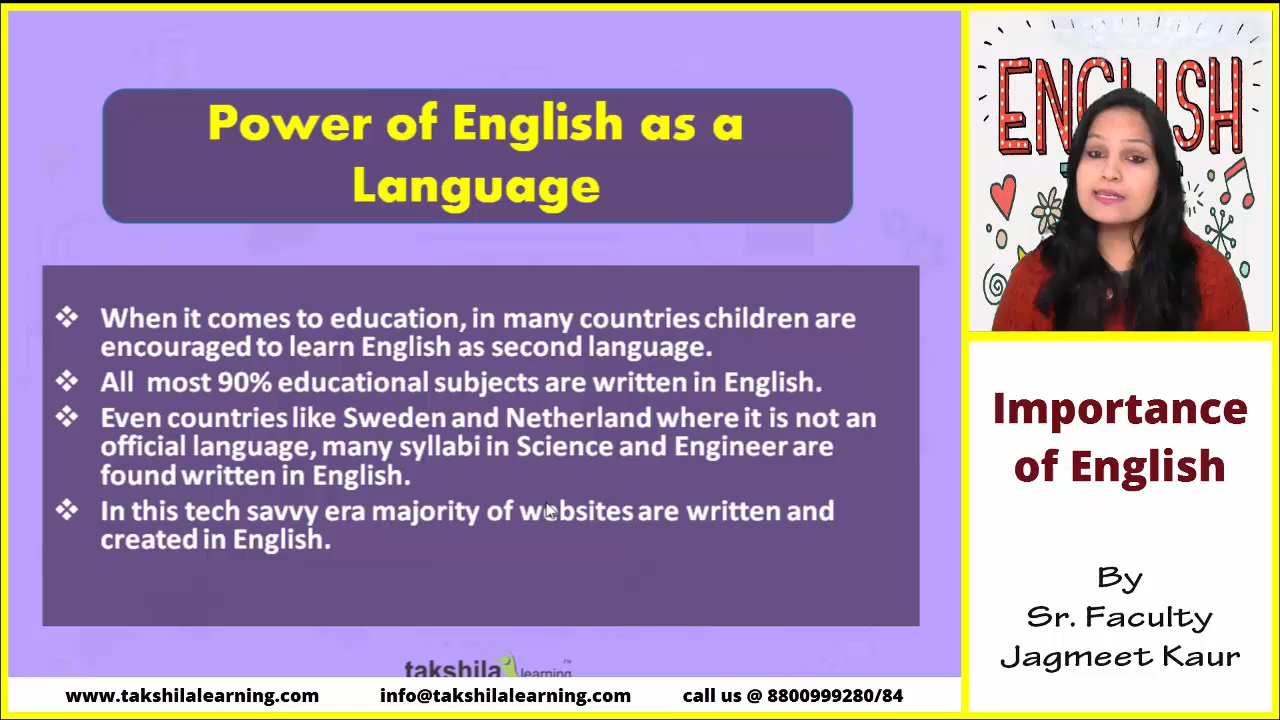 Power of English as a
Language
❖ When it comes to education, in many countries children are
encouraged to learn English as second language.
❖ All most 90% educational subjects are written in English.
❖ Even countries like Sweden and Netherland where it is not an
official language, many syllabi in Science and Engineer are
found written in English.
❖ In this tech savvy era majority of websites are written and
created in English.
takshila learning ™
www.takshilalearning.com info@takshilalearning.com call us @ 8800999280/84
ENGLISH
Importance
of English
By
Sr. Faculty
Jagmeet Kaur